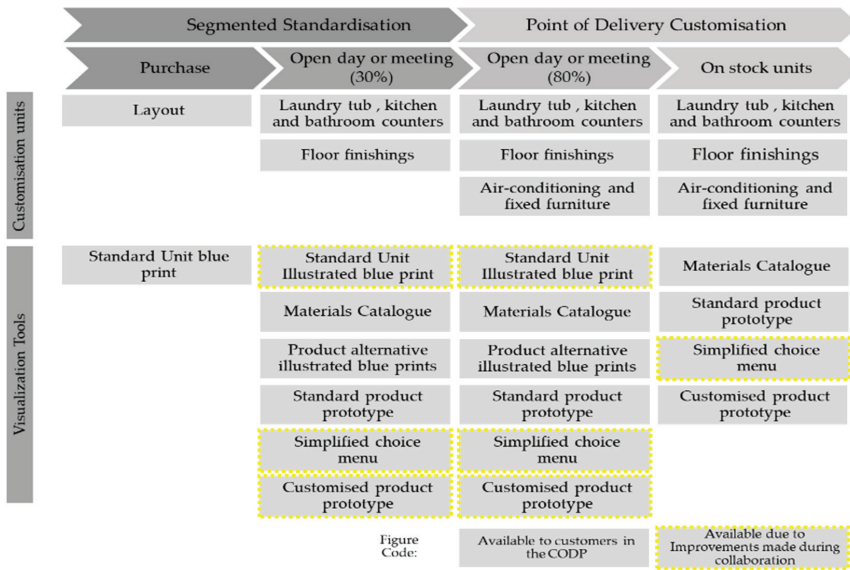 Segmented Standardisation
Point of Delivery Customisation
Purchase
Open day or meeting
(30%)
Open day or meeting
(80%)
On stock units
Customisation units
Layout
Laundry tub , kitchen
and bathroom counters
Laundry tub , kitchen
and bathroom counters
Laundry tub , kitchen
and bathroom counters
Floor finishings
Floor finishings
Floor finishings
Air-conditioning and
fixed furniture
Air-conditioning and
fixed furniture
Visualization Tools
Standard Unit blue
print
Standard Unit
Illustrated blue print
Standard Unit
Illustrated blue print
Materials Catalogue
Materials Catalogue
Materials Catalogue
Standard product
prototype
Product alternative
illustrated blue prints
Product alternative
illustrated blue prints
Simplified choice
menu
Standard product
prototype
Standard product
prototype
Customised product
prototype
Simplified choice
menu
Simplified choice
menu
Customised product
prototype
Customised product
prototype
Figure
Code:
Available to customers in
the CODP
Available due to
Improvements made during
collaboration